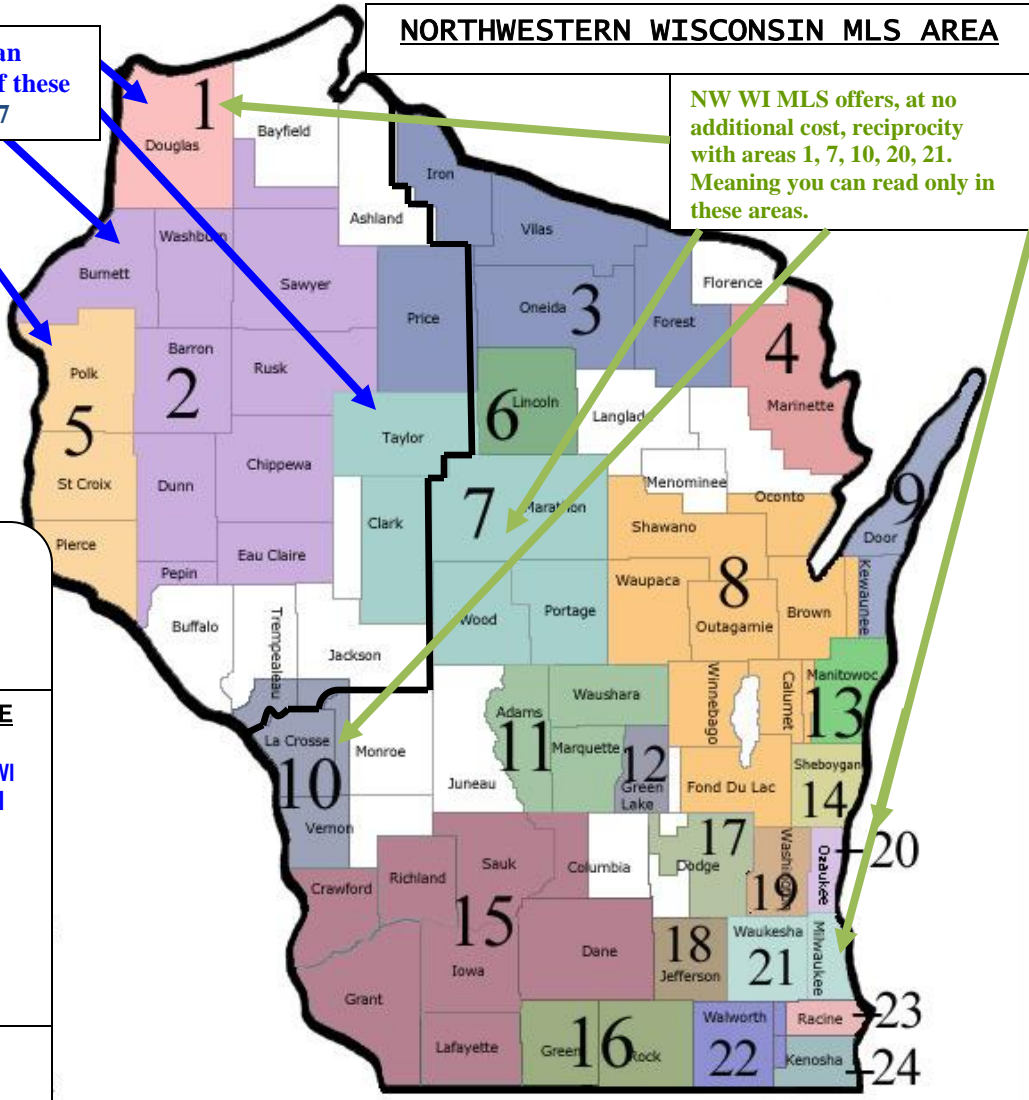 NORTHWESTERN WISCONSIN MLS AREA
an
f these
7
NW WI MLS offers, at no
additional cost, reciprocity
with areas 1, 7, 10, 20, 21.
Meaning you can read only in
these areas.
1
Douglas
Bayfield
Iron
Ashland
Washburn
Vilas
Burnett
Sawyer
Florence
Oneida
3
Forest
Price
4
Barron
Rusk
Polk
2
5
6
Lincoln
Langlade
Marinette
Taylor
Chippewa
St Croix
Dunn
Menominee
Oconto
9
7
Marathon
Clark
Shawano
Door
Pierce
Eau Claire
Pepin
Waupaca
8
Kewaunee
Buffalo
Trempealeau
Wood
Portage
Outagamie
Brown
Jackson
Winnebago
Calumet
Manitowoc
13
Waushara
Adams
11
Marquette
12
Green
Lake
La Crosse
10
Monroe
Juneau
Fond Du Lac
Sheboygan
14
Vernon
17
Dodge
Washington
19
Ozaukee
20
Columbia
Sauk
Richland
Crawford
15
Iowa
Dane
18
Jefferson
Waukesha
21
Milwaukee
Grant
Lafayette
Green
16
Rock
Walworth
22
Racine
23
Kenosha
24
E
WI
I